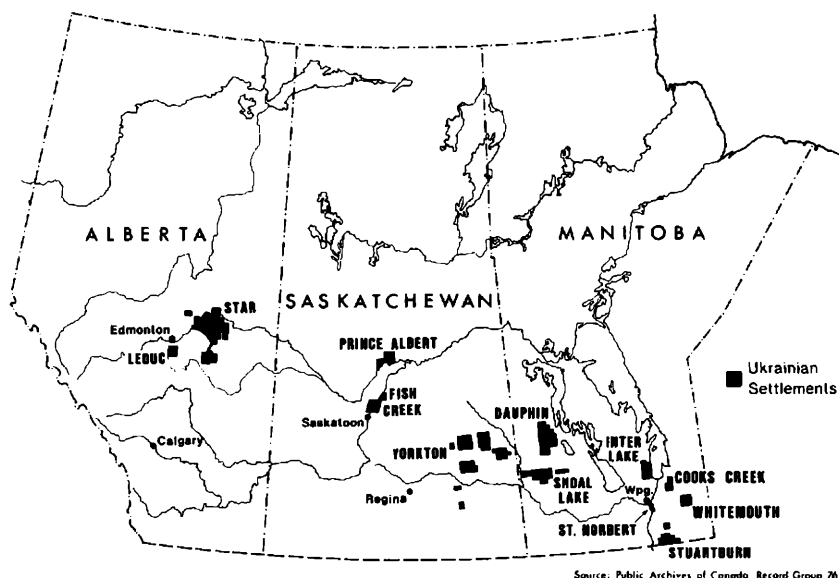 ALBERTA
MANITOBA
SASKATCHEWAN
STAR
Edmonton
LEDUC
PRINCE ALBERT
Ukrainian
Settlements
FISH
CREEK
Saskatoon
DAUPHIN
Calgary
YORKTON
INTER
LAKE
SHOAL
LAKE
COOKS CREEK
Wpg.
Regina
WHITEMOUTH
ST. NORBERT
STUARTBURN
Source: Public Archives of Canada, Record Group 76